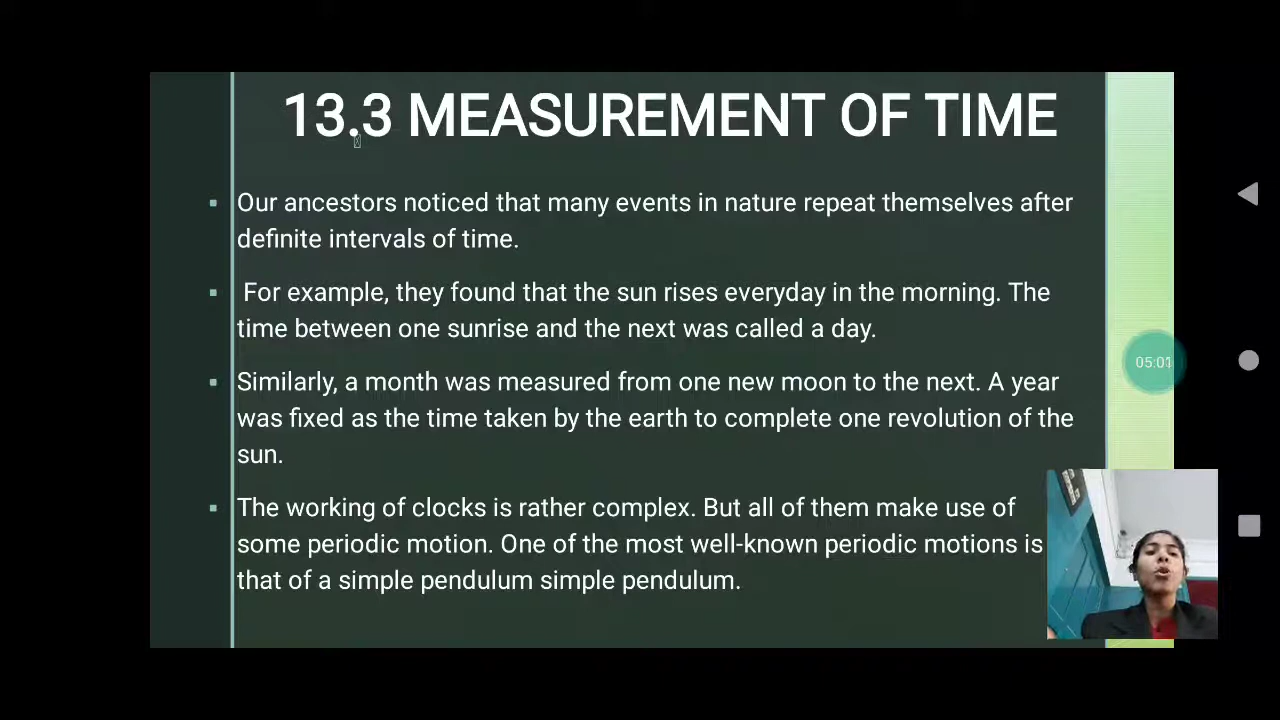 13.3 MEASUREMENT OF TIME
Our ancestors noticed that many events in nature repeat themselves after
definite intervals of time.
For example, they found that the sun rises everyday in the morning. The
time between one sunrise and the next was called a day.
Similarly, a month was measured from one new moon to the next. A year
was fixed as the time taken by the earth to complete one revolution of the
sun.
The working of clocks is rather complex. But all of them make use of
some periodic motion. One of the most well-known periodic motions is
that of a simple pendulum simple pendulum.
05:01